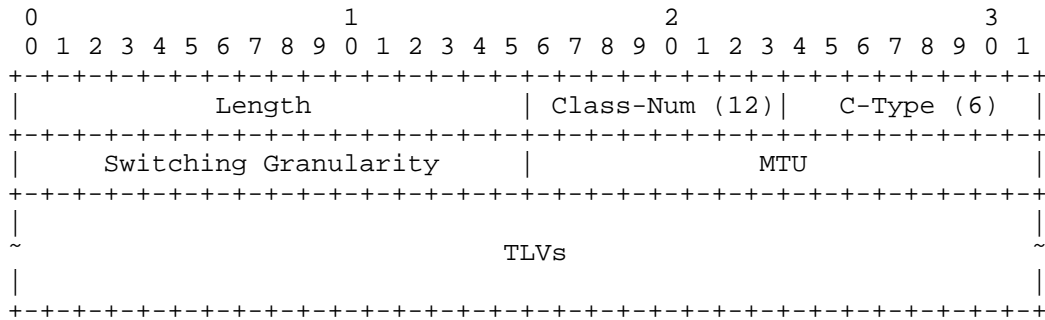 0                   1                   2                   3
 0 1 2 3 4 5 6 7 8 9 0 1 2 3 4 5 6 7 8 9 0 1 2 3 4 5 6 7 8 9 0 1
+-+-+-+-+-+-+-+-+-+-+-+-+-+-+-+-+-+-+-+-+-+-+-+-+-+-+-+-+-+-+-+-+
|            Length             | Class-Num (12)|   C-Type (6)  |
+-+-+-+-+-+-+-+-+-+-+-+-+-+-+-+-+-+-+-+-+-+-+-+-+-+-+-+-+-+-+-+-+
|     Switching Granularity     |              MTU              |
+-+-+-+-+-+-+-+-+-+-+-+-+-+-+-+-+-+-+-+-+-+-+-+-+-+-+-+-+-+-+-+-+
|                                                               |
~                              TLVs                             ~
|                                                               |
+-+-+-+-+-+-+-+-+-+-+-+-+-+-+-+-+-+-+-+-+-+-+-+-+-+-+-+-+-+-+-+-+